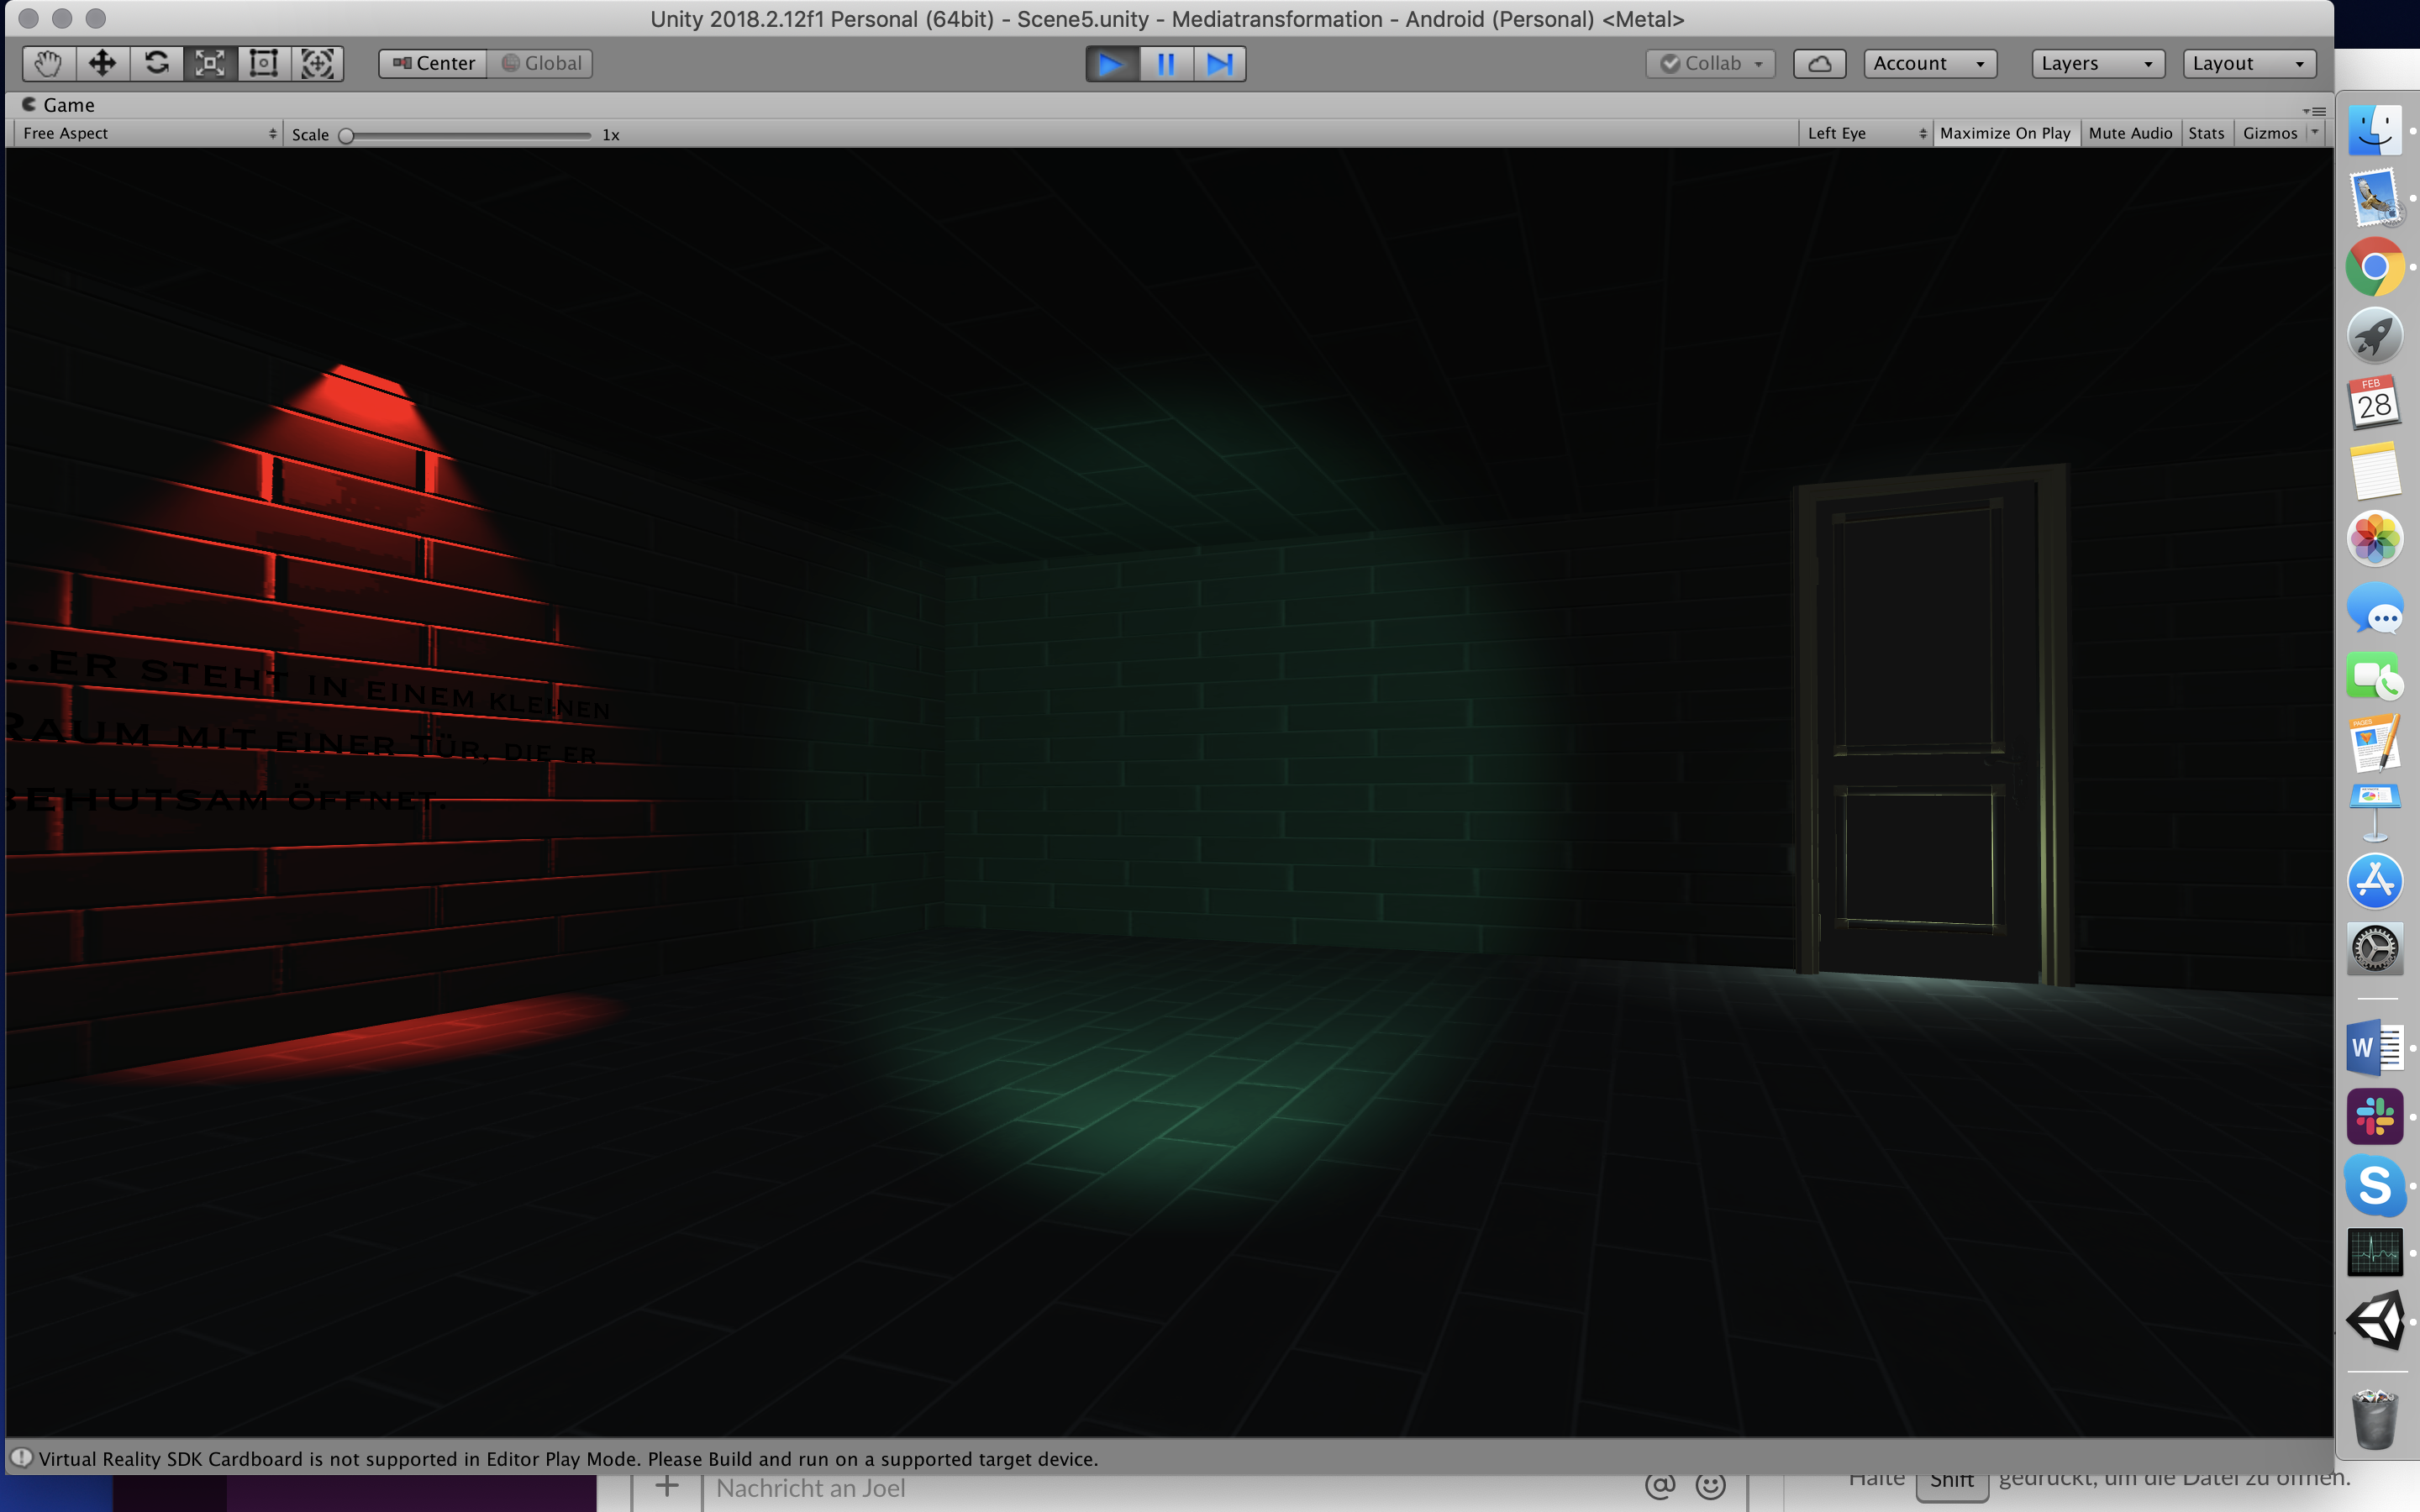 Unity 2018.2.12f1 Personal (64bit) - Scene5.unity - Mediatransformation - Android (Personal) <Metal>
Center Global Collab Account Layers Layout
Game
Free Aspect Scale 1x Left Eye Maximize On Play Mute Audio Stats Gizmos
FEB
28
..ER STEHT IN EINEM KLEINEN
RAUM MIT EINER TÜR, DIE ER
BEHUTSAM ÖFFNET.
PAGES
W
S
Virtual Reality SDK Cardboard is not supported in Editor Play Mode. Please Build and run on a supported target device.
Nachricht an Joel
Halte Shift gedrückt, um die Datei zu öffnen.